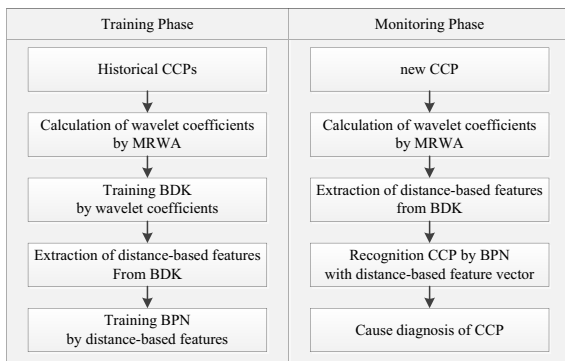 Training Phase
Historical CCPs
Calculation of wavelet coefficients
by MRWA
Training BDK
by wavelet coefficients
Extraction of distance-based features
From BDK
Training BPN
by distance-based features
Monitoring Phase
new CCP
Calculation of wavelet coefficients
by MRWA
Extraction of distance-based features
from BDK
Recognition CCP by BPN
with distance-based feature vector
Cause diagnosis of CCP